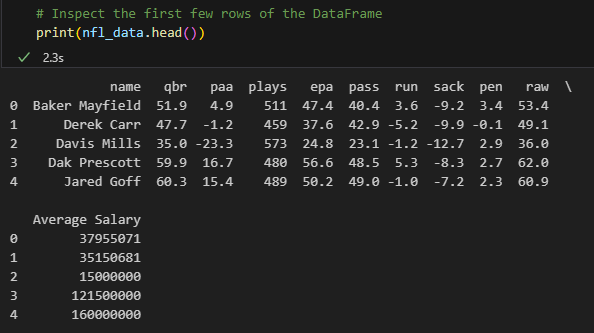 # Inspect the first few rows of the DataFrame
print(nfl_data.head())
✓ 2.3s
name qbr paa plays epa pass run sack pen raw \
0 Baker Mayfield 51.9 4.9 511 47.4 40.4 3.6 -9.2 3.4 53.4
1 Derek Carr 47.7 -1.2 459 37.6 42.9 -5.2 -9.9 -0.1 49.1
2 Davis Mills 35.0 -23.3 573 24.8 23.1 -1.2 -12.7 2.9 36.0
3 Dak Prescott 59.9 16.7 480 56.6 48.5 5.3 -8.3 2.7 62.0
4 Jared Goff 60.3 15.4 489 50.2 49.0 -1.0 -7.2 2.3 60.9
Average Salary
0 37955071
1 35150681
2 15000000
3 121500000
4 160000000